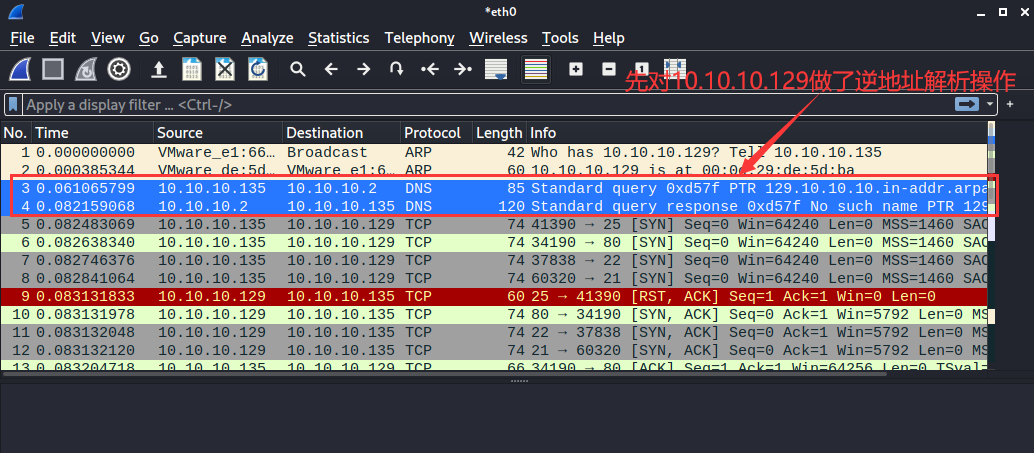 *eth0
File Edit View Go Capture Analyze Statistics Telephony Wireless Tools Help
先对10.10.10.129做了逆地址解析操作
Apply a display filter … <Ctrl-/>
No. Time Source Destination Protocol Length Info
1 0.000000000 VMware_e1:66… Broadcast ARP 42 Who has 10.10.10.129? Tell 10.10.10.135
2 0.000385344 VMware_de:5d… VMware_e1:6… ARP 60 10.10.10.129 is at 00:0c:29:de:5d:ba
3 0.061065799 10.10.10.135 10.10.10.2 DNS 85 Standard query 0xd57f PTR 129.10.10.10.in-addr.arpa
4 0.082159068 10.10.10.2 10.10.10.135 DNS 120 Standard query response 0xd57f No such name PTR 129
5 0.082483069 10.10.10.135 10.10.10.129 TCP 74 41390 → 25 [SYN] Seq=0 Win=64240 Len=0 MSS=1460 SAC
6 0.082638340 10.10.10.135 10.10.10.129 TCP 74 34190 → 80 [SYN] Seq=0 Win=64240 Len=0 MSS=1460 SAC
7 0.082746376 10.10.10.135 10.10.10.129 TCP 74 37838 → 22 [SYN] Seq=0 Win=64240 Len=0 MSS=1460 SAC
8 0.082841064 10.10.10.135 10.10.10.129 TCP 74 60320 → 21 [SYN] Seq=0 Win=64240 Len=0 MSS=1460 SAC
9 0.083131833 10.10.10.129 10.10.10.135 TCP 60 25 → 41390 [RST, ACK] Seq=1 Ack=1 Win=0 Len=0
10 0.083131978 10.10.10.129 10.10.10.135 TCP 74 80 → 34190 [SYN, ACK] Seq=0 Ack=1 Win=5792 Len=0 MS
11 0.083132048 10.10.10.129 10.10.10.135 TCP 74 22 → 37838 [SYN, ACK] Seq=0 Ack=1 Win=5792 Len=0 MS
12 0.083132120 10.10.10.129 10.10.10.135 TCP 74 21 → 60320 [SYN, ACK] Seq=0 Ack=1 Win=5792 Len=0 MS
13 0.083204718 10.10.10.135 10.10.10.129 TCP 66 34190 → 80 [ACK] Seq=1 Ack=1 Win=64256 Len=0 TSval=